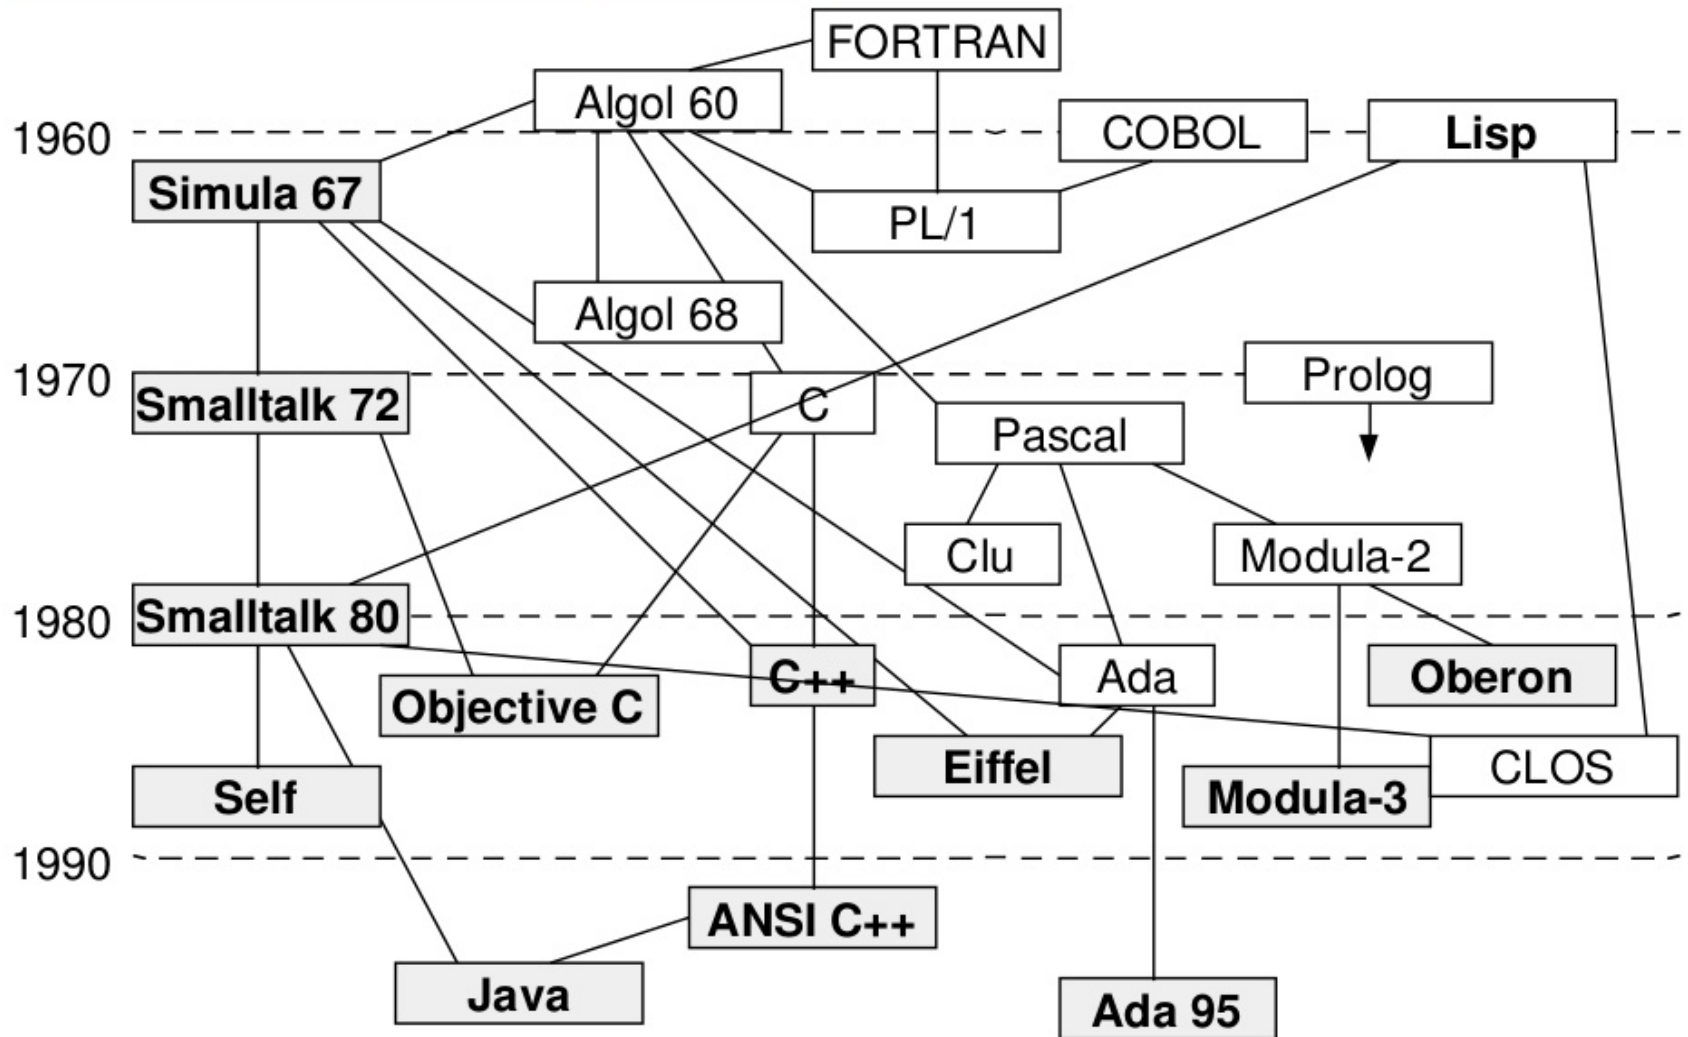 FORTRAN
Algol 60
1960
COBOL
Lisp
Simula 67
PL/1
Algol 68
1970
Prolog
Smalltalk 72
C
Pascal
Clu
Modula-2
1980
Smalltalk 80
C++
Ada
Oberon
Objective C
Eiffel
CLOS
Self
Modula-3
1990
ANSI C++
Java
Ada 95